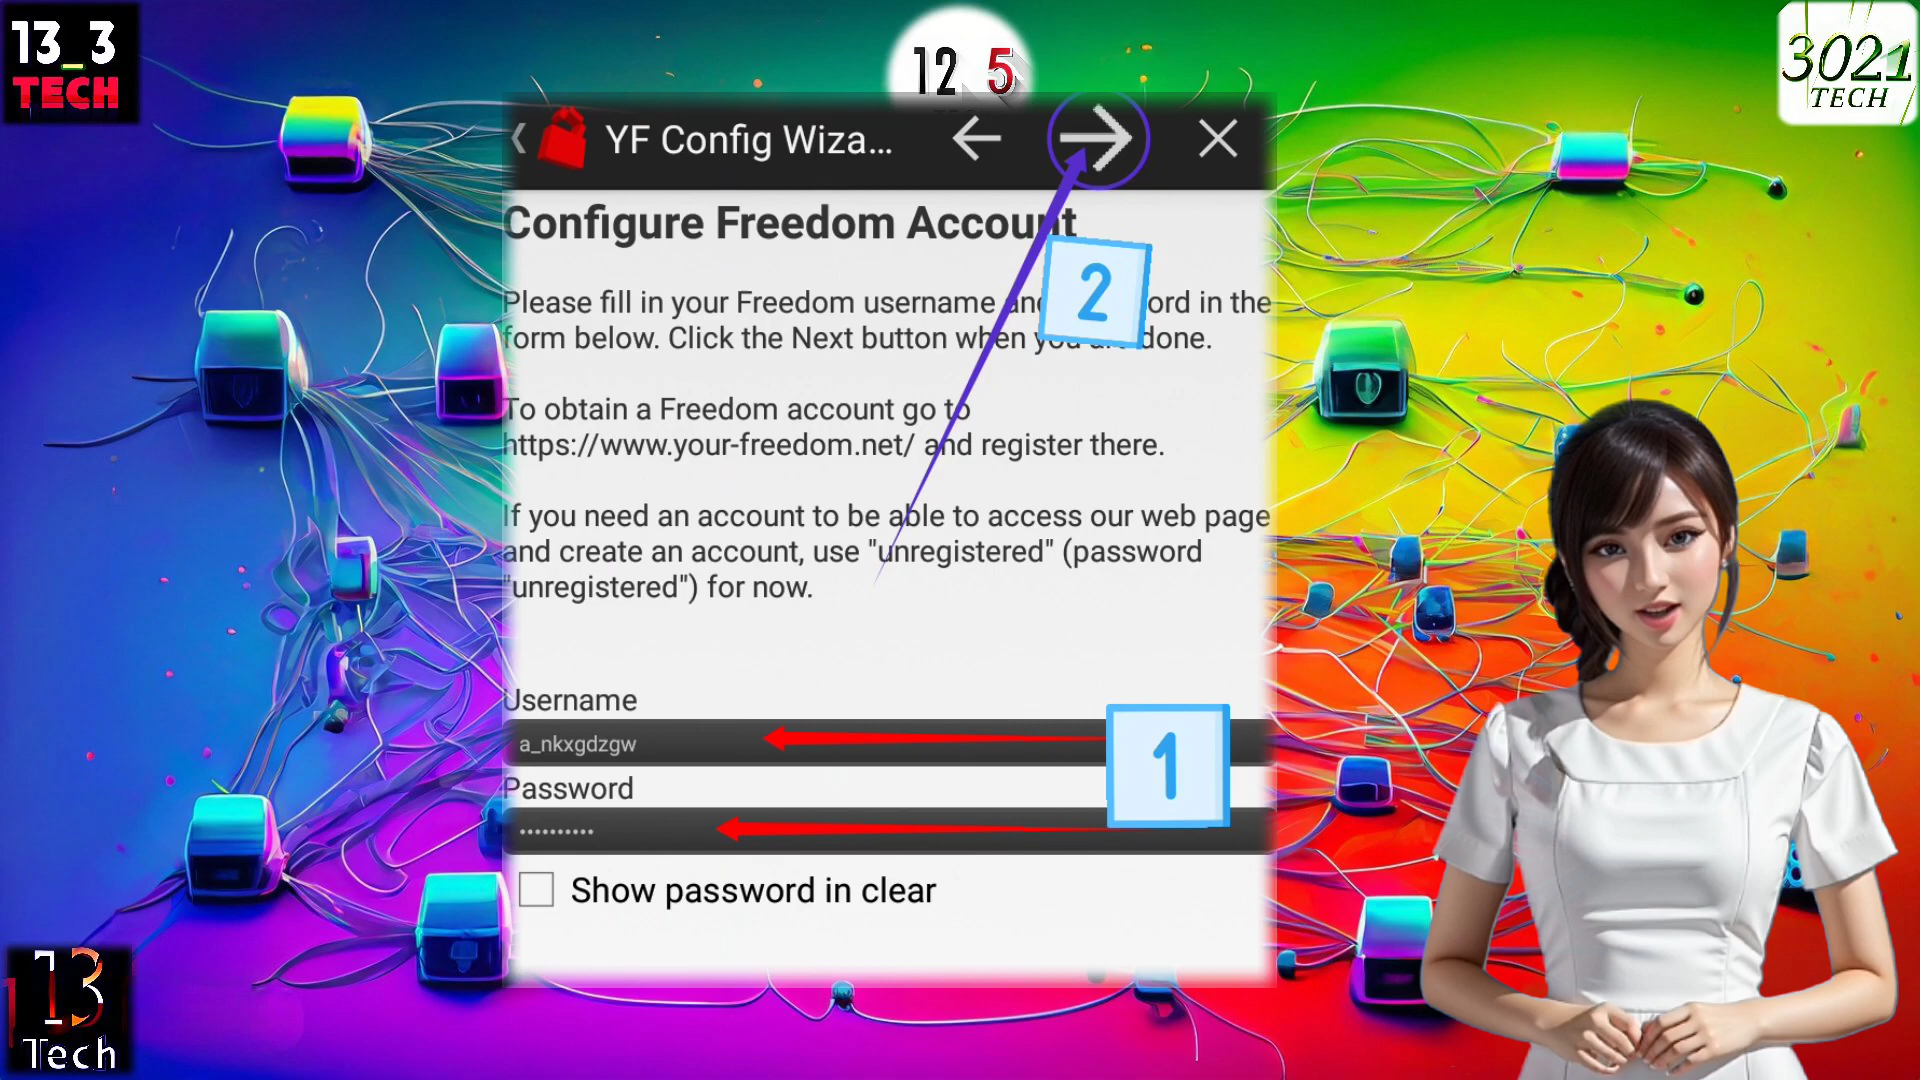 13_3
TECH
12 5
3021
TECH
YF Config Wiza...
Configure Freedom Account
2
Please fill in your Freedom username and ord in the
form below. Click the Next button when you are done.
To obtain a Freedom account go to
https://www.your-freedom.net/ and register there.
If you need an account to be able to access our web page
and create an account, use "unregistered" (password
"unregistered") for now.
Username
a_nkxgdzgw
1
Password
••••••••••
Show password in clear
13
Tech